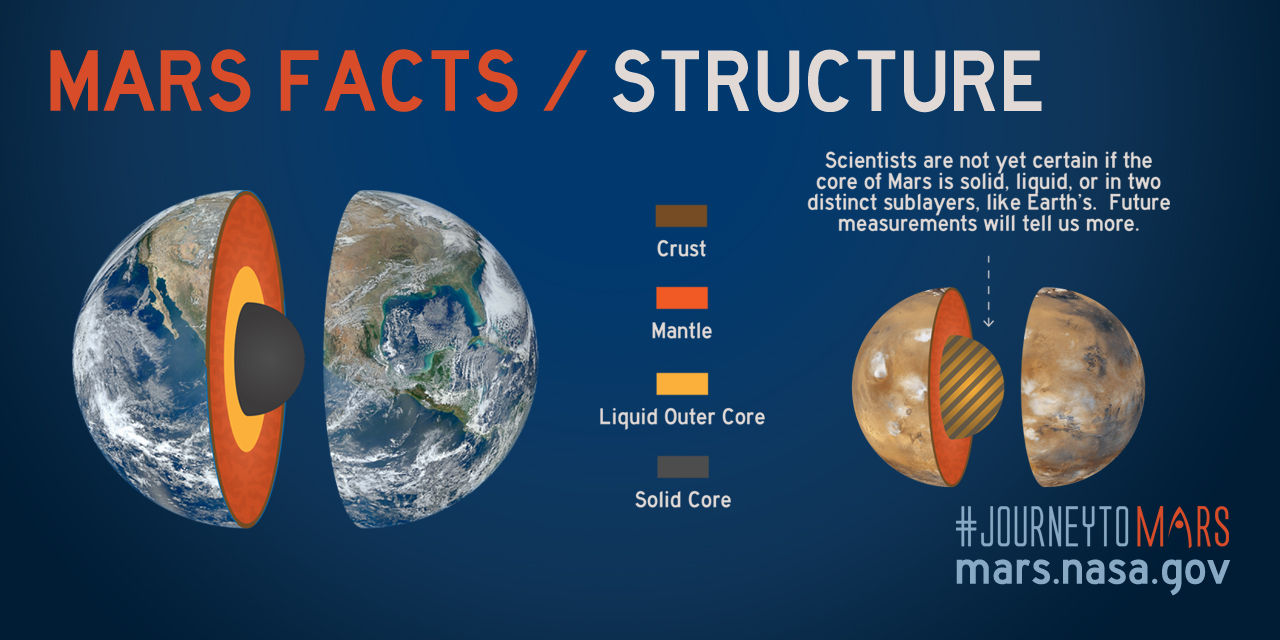 MARS FACTS / STRUCTURE
Scientists are not yet certain if the
core of Mars is solid, liquid, or in two
distinct sublayers, like Earth's.  Future
measurements will tell us more.
Crust
Mantle
Liquid Outer Core
Solid Core
#JOURNEYTOMARS
mars.nasa.gov